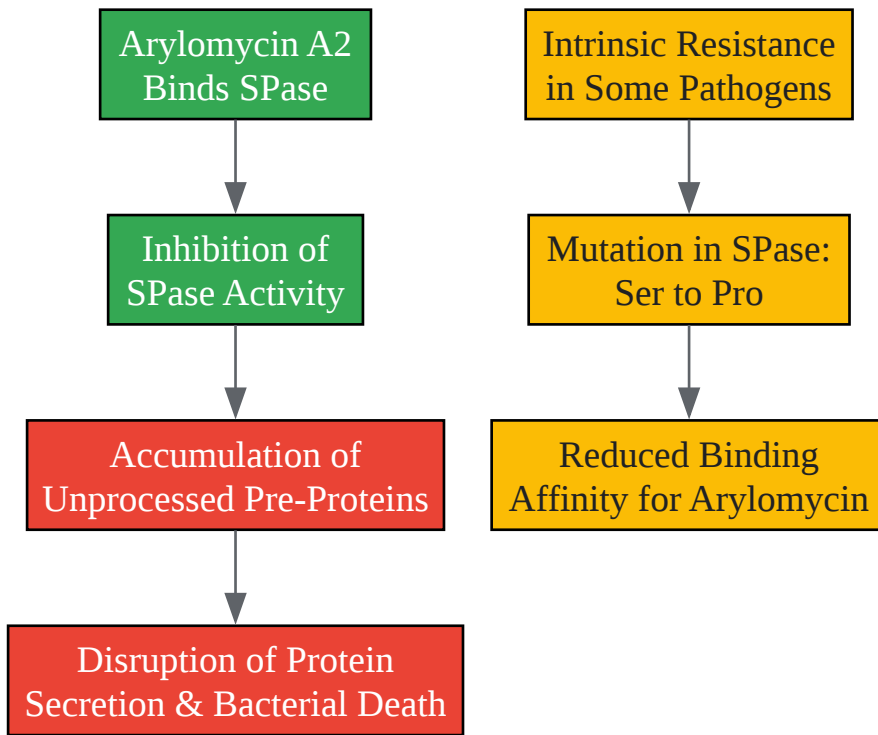 Arylomycin A2
Binds SPase
Inhibition of
SPase Activity
Accumulation of
Unprocessed Pre-Proteins
Disruption of Protein
Secretion & Bacterial Death
Intrinsic Resistance
in Some Pathogens
Mutation in SPase:
Ser to Pro
Reduced Binding
Affinity for Arylomycin